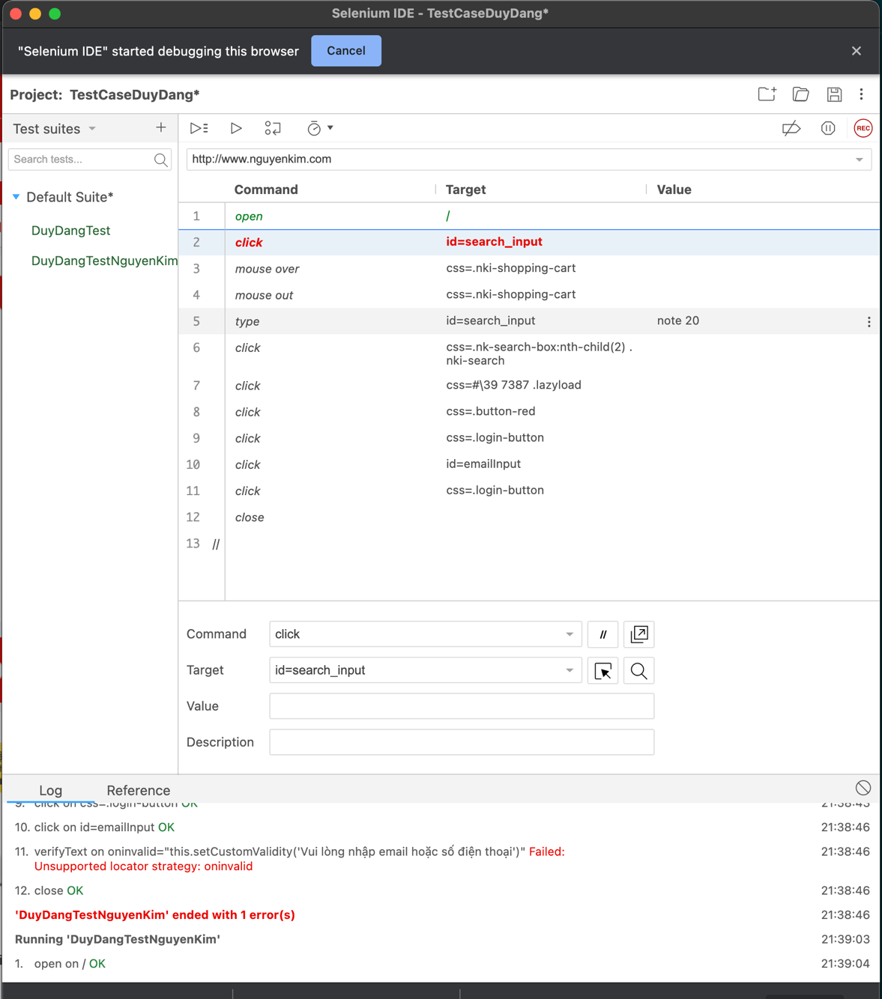 Selenium IDE - TestCaseDuyDang*
"Selenium IDE" started debugging this browser
Cancel
Project: TestCaseDuyDang*
Test suites
REC
Search tests...
http://www.nguyenkim.com
Command Target Value
Default Suite*
DuyDangTest
DuyDangTestNguyenKim
1 open /
2 click id=search_input
3 mouse over css=.nki-shopping-cart
4 mouse out css=.nki-shopping-cart
5 type id=search_input note 20
6 click css=.nk-search-box:nth-child(2) .
nki-search
7 click css=#\39 7387 .lazyload
8 click css=.button-red
9 click css=.login-button
10 click id=emailInput
11 click css=.login-button
12 close
13 //
Command click //
Target id=search_input
Value
Description
Log Reference
9. click on css=.login-button OK 21:38:43
10. click on id=emailInput OK 21:38:46
11. verifyText on oninvalid="this.setCustomValidity('Vui lòng nhập email hoặc số điện thoại')" Failed: 21:38:46
Unsupported locator strategy: oninvalid
12. close OK 21:38:46
'DuyDangTestNguyenKim' ended with 1 error(s) 21:38:46
Running 'DuyDangTestNguyenKim' 21:39:03
1. open on / OK 21:39:04